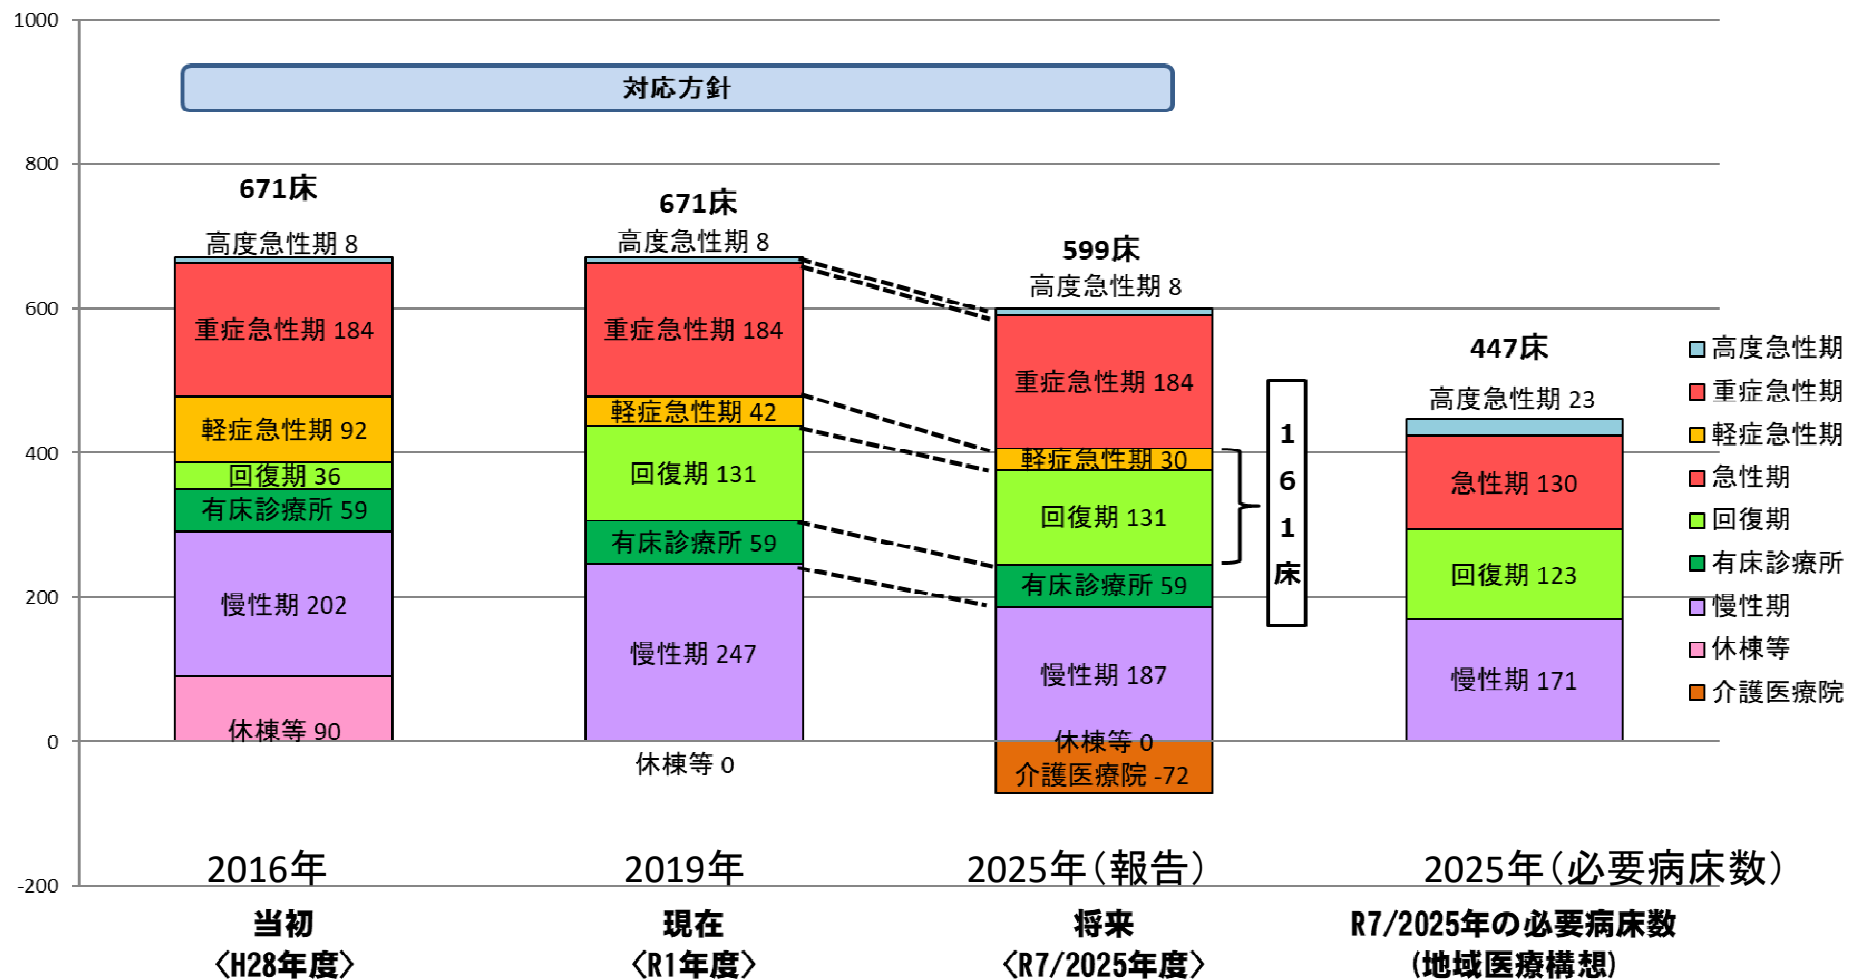 1000
800
600
400
200
0
-200
対応方針
671床
高度急性期 8
重症急性期 184
軽症急性期 92
回復期 36
有床診療所 59
慢性期 202
休棟等 90
671床
高度急性期 8
重症急性期 184
軽症急性期 42
回復期 131
有床診療所 59
慢性期 247
休棟等 0
599床
高度急性期 8
重症急性期 184
軽症急性期 30
回復期 131
有床診療所 59
慢性期 187
休棟等 0
介護医療院 -72
161床
447床
高度急性期 23
急性期 130
回復期 123
慢性期 171
高度急性期
重症急性期
軽症急性期
急性期
回復期
有床診療所
慢性期
休棟等
介護医療院
2016年
当初
〈H28年度〉
2019年
現在
〈R1年度〉
2025年(報告)
将来
〈R7/2025年度〉
2025年(必要病床数)
R7/2025年の必要病床数
(地域医療構想)